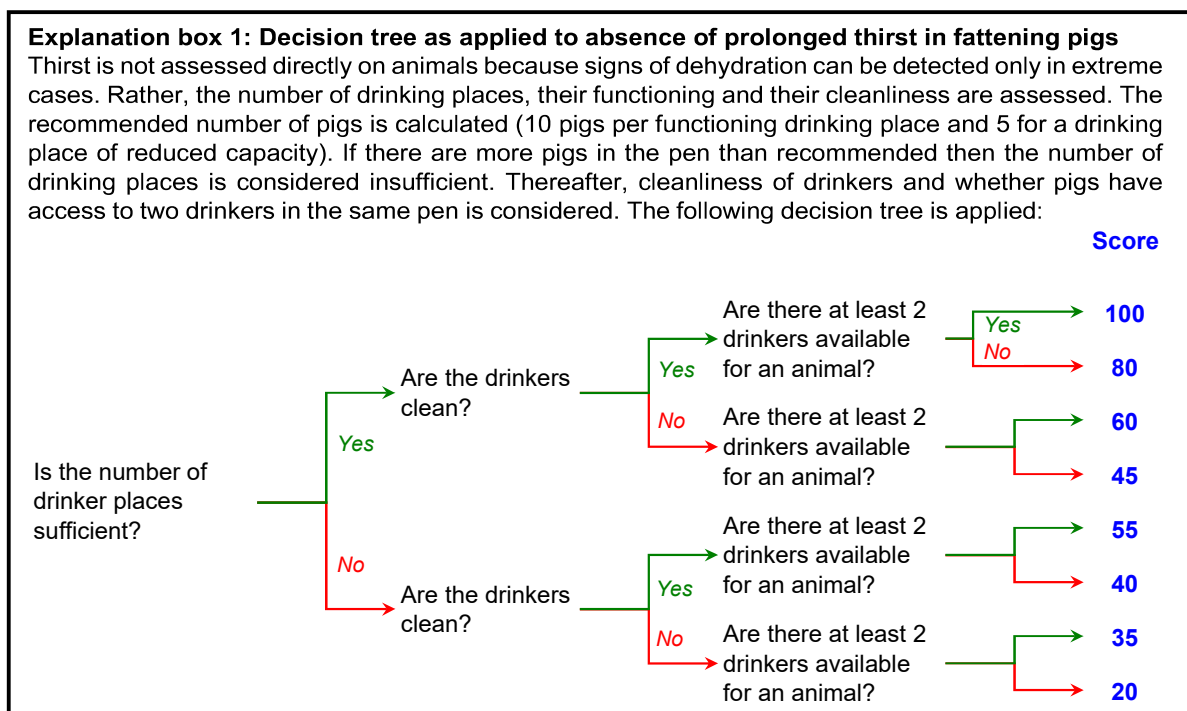 Explanation box 1: Decision tree as applied to absence of prolonged thirst in fattening pigs
Thirst is not assessed directly on animals because signs of dehydration can be detected only in extreme
cases. Rather, the number of drinking places, their functioning and their cleanliness are assessed. The
recommended number of pigs is calculated (10 pigs per functioning drinking place and 5 for a drinking
place of reduced capacity). If there are more pigs in the pen than recommended then the number of
drinking places is considered insufficient. Thereafter, cleanliness of drinkers and whether pigs have
access to two drinkers in the same pen is considered. The following decision tree is applied:
Score
Is the number of
drinker places
sufficient?
Yes
No
Are the drinkers
clean?
Yes
No
Are there at least 2
drinkers available
for an animal?
Yes
No
100
80
Are there at least 2
drinkers available
for an animal?
60
45
Are the drinkers
clean?
Yes
No
Are there at least 2
drinkers available
for an animal?
55
40
Are there at least 2
drinkers available
for an animal?
35
20